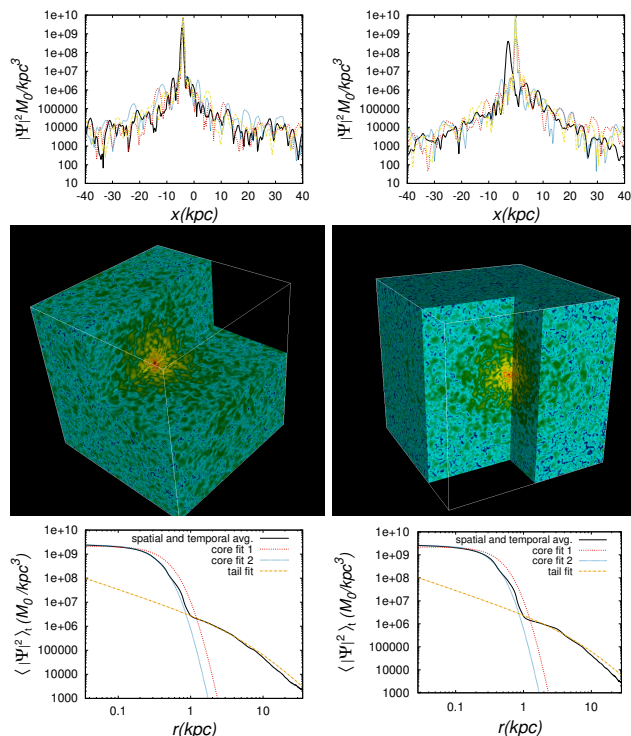 1e+10
1e+09
1e+08
1e+07
1e+06
100000
10000
1000
100
10
|Ψ|² M₀/kpc³
-40 -30 -20 -10 0 10 20 30 40
x(kpc)
1e+10
1e+09
1e+08
1e+07
1e+06
100000
10000
1000
100
10
|Ψ|² M₀/kpc³
-40 -30 -20 -10 0 10 20 30 40
x(kpc)
1e+10
1e+09
1e+08
1e+07
1e+06
100000
10000
1000
⟨ |Ψ|² ⟩ₜ (M₀/kpc³)
spatial and temporal avg.
core fit 1
core fit 2
tail fit
0.1 1 10
r(kpc)
1e+10
1e+09
1e+08
1e+07
1e+06
100000
10000
1000
⟨ |Ψ|² ⟩ₜ (M₀/kpc³)
spatial and temporal avg.
core fit 1
core fit 2
tail fit
0.1 1 10
r(kpc)